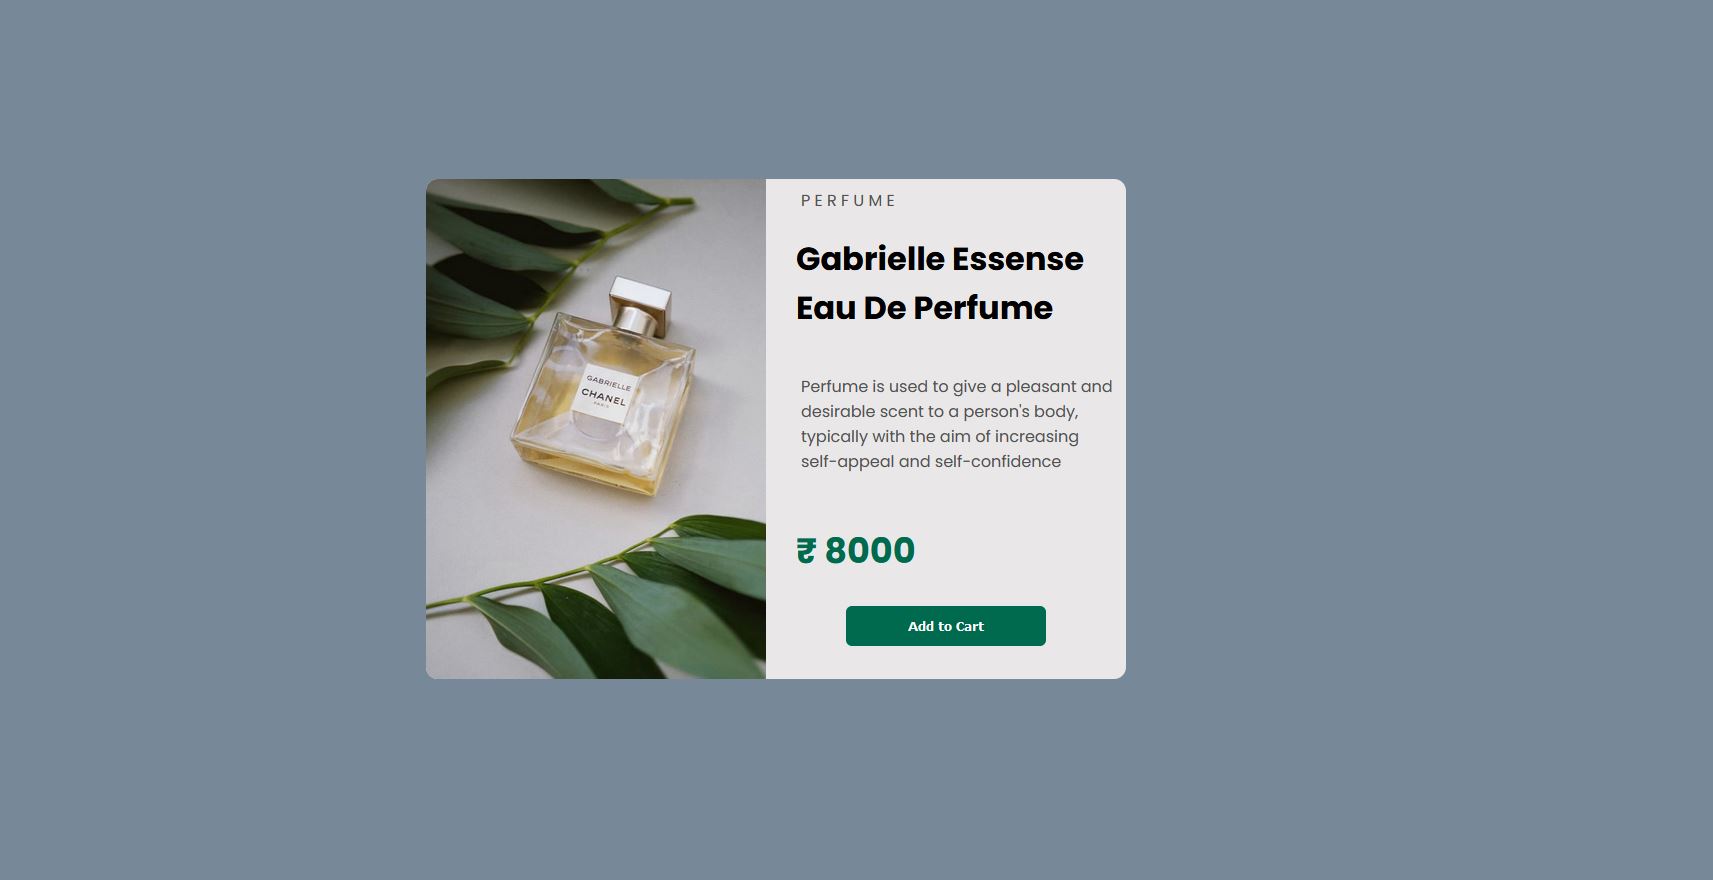 PERFUME
Gabrielle Essense
Eau De Perfume
Perfume is used to give a pleasant and
desirable scent to a person's body,
typically with the aim of increasing
self-appeal and self-confidence
₹ 8000
Add to Cart
GABRIELLE
CHANEL
PARIS